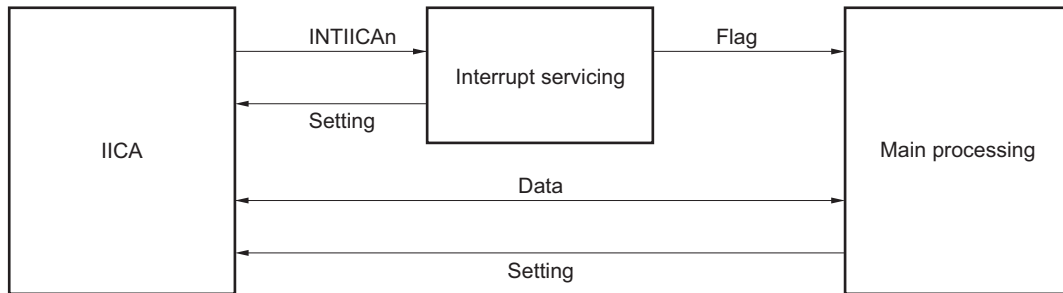 INTIICAn
Flag
Interrupt servicing
Setting
IICA
Main processing
Data
Setting